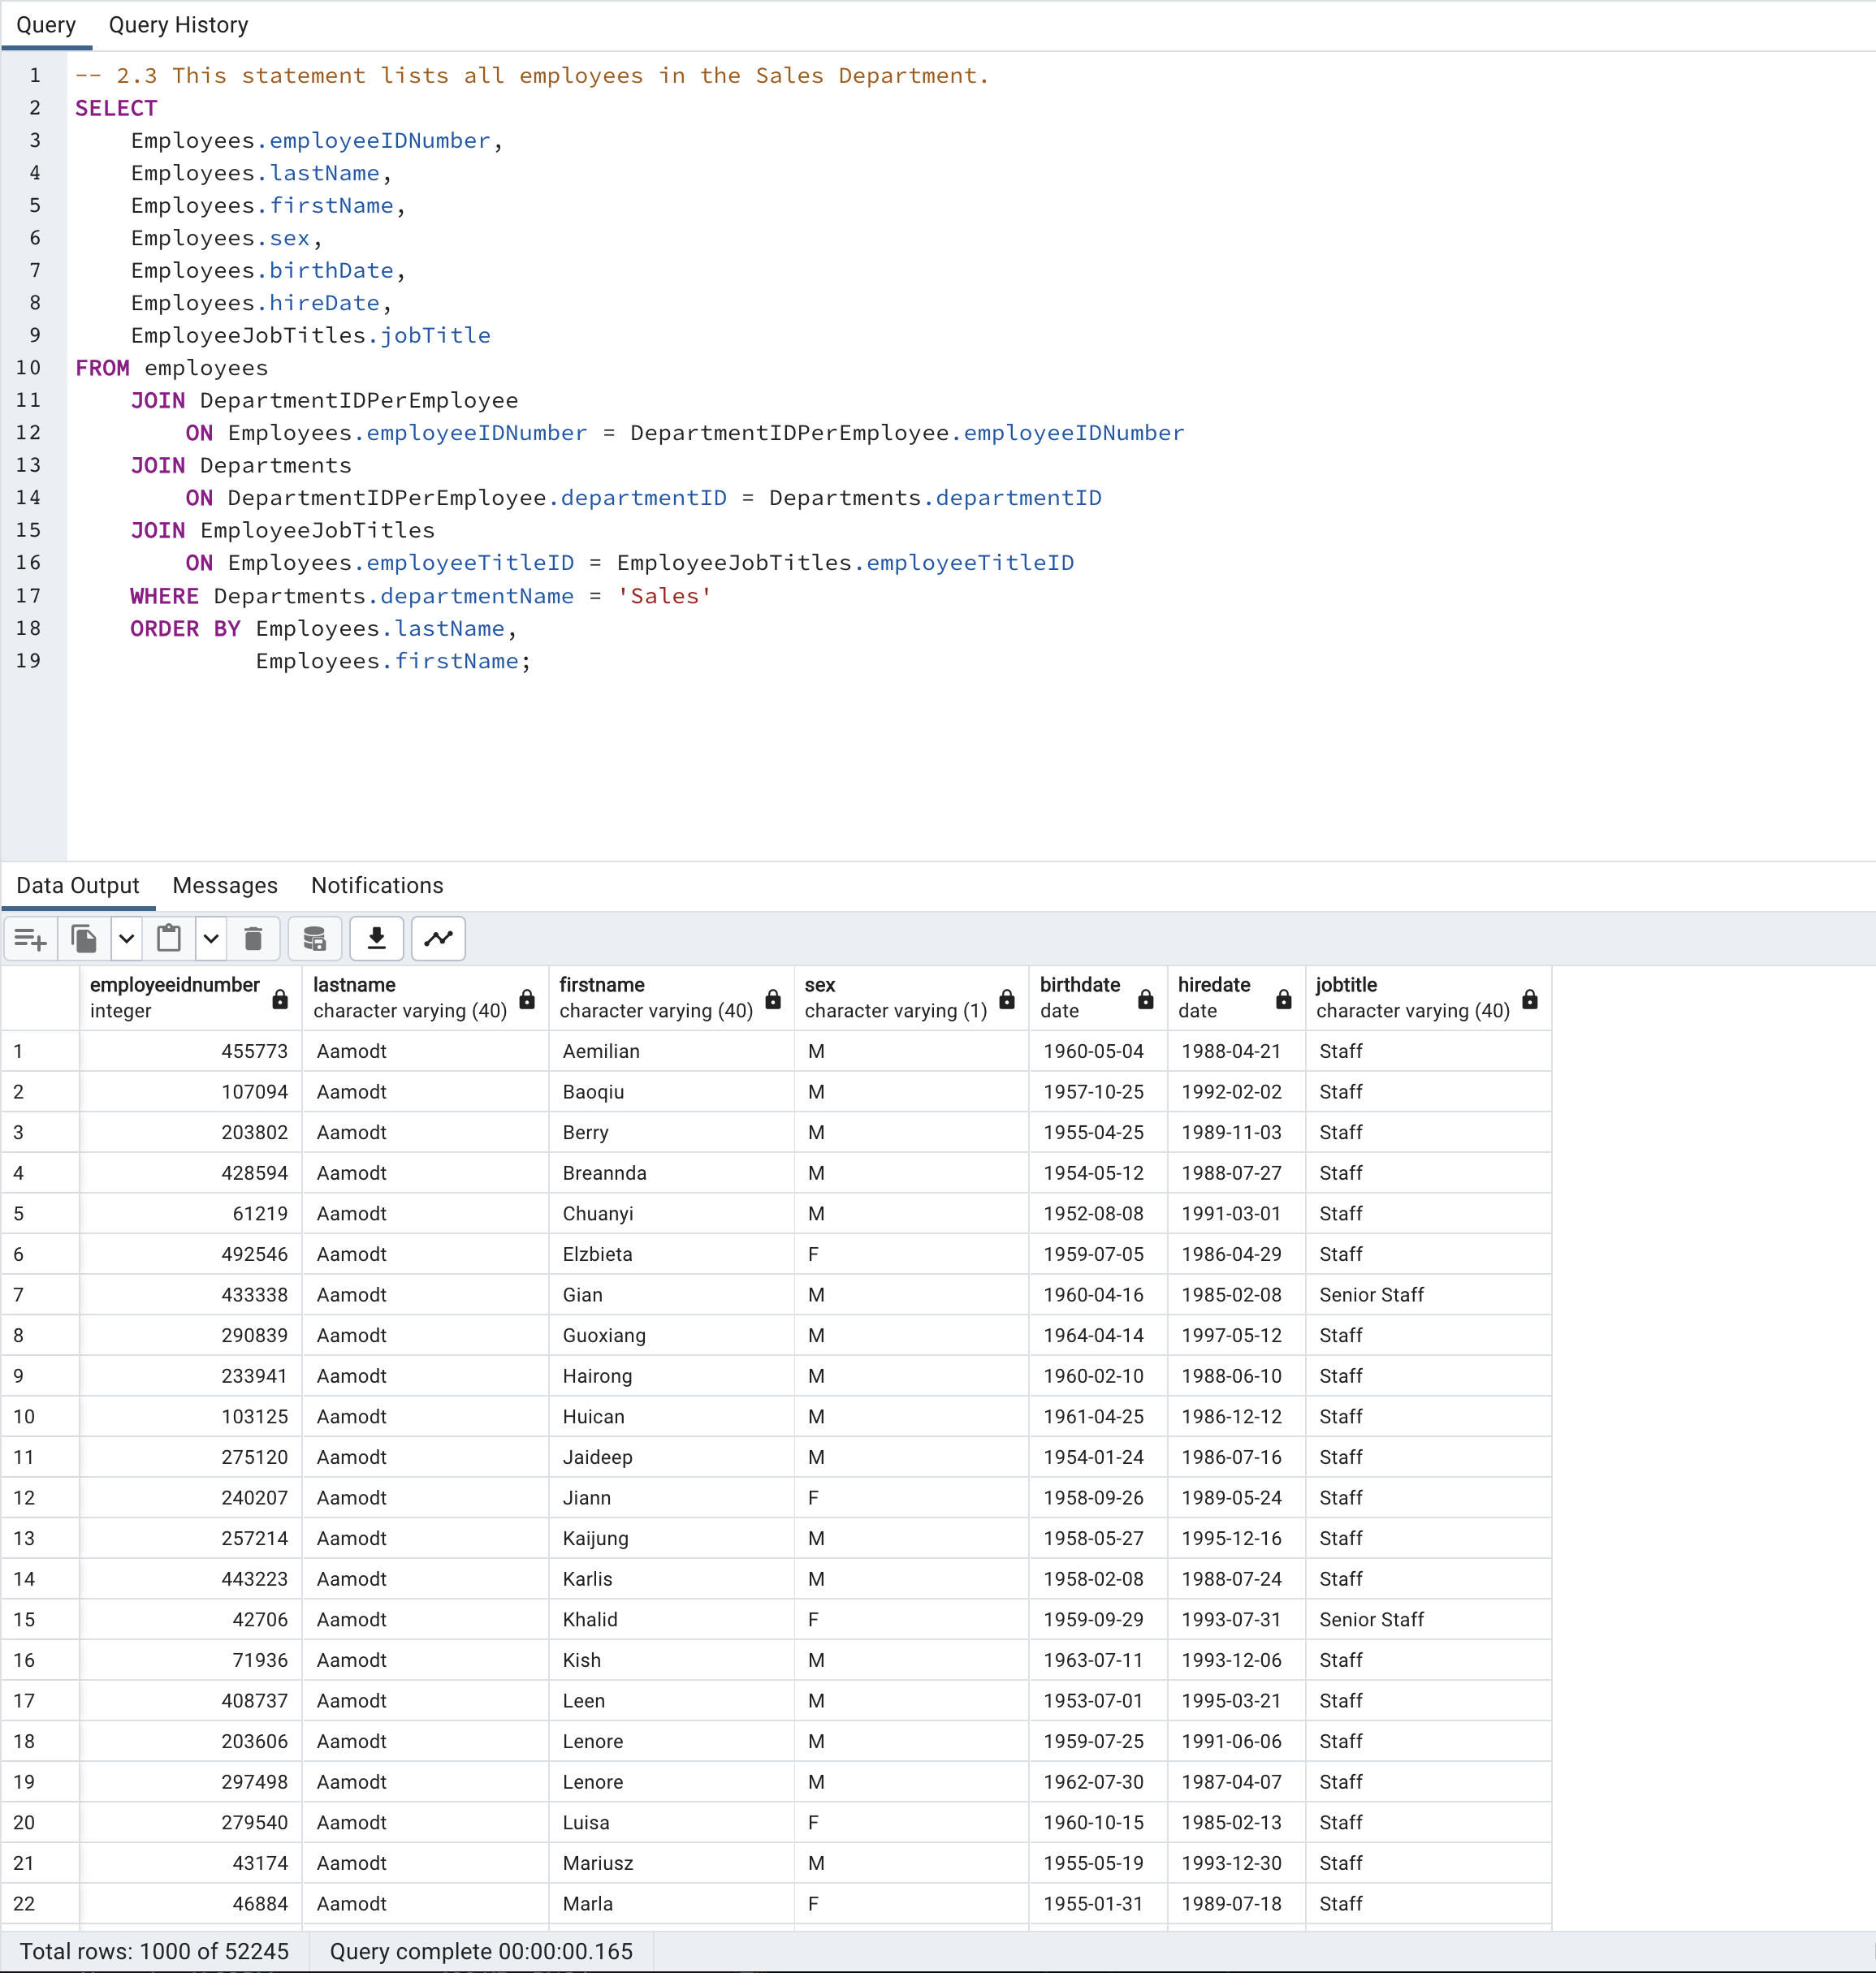 Query Query History
1 -- 2.3 This statement lists all employees in the Sales Department.
2 SELECT
3 Employees.employeeIDNumber,
4 Employees.lastName,
5 Employees.firstName,
6 Employees.sex,
7 Employees.birthDate,
8 Employees.hireDate,
9 EmployeeJobTitles.jobTitle
10 FROM employees
11 JOIN DepartmentIDPerEmployee
12 ON Employees.employeeIDNumber = DepartmentIDPerEmployee.employeeIDNumber
13 JOIN Departments
14 ON DepartmentIDPerEmployee.departmentID = Departments.departmentID
15 JOIN EmployeeJobTitles
16 ON Employees.employeeTitleID = EmployeeJobTitles.employeeTitleID
17 WHERE Departments.departmentName = 'Sales'
18 ORDER BY Employees.lastName,
19 Employees.firstName;
Data Output Messages Notifications
employeeidnumber lastname firstname sex birthdate hiredate jobtitle
integer character varying (40) character varying (40) character varying (1) date date character varying (40)
1 455773 Aamodt Aemilian M 1960-05-04 1988-04-21 Staff
2 107094 Aamodt Baoqiu M 1957-10-25 1992-02-02 Staff
3 203802 Aamodt Berry M 1955-04-25 1989-11-03 Staff
4 428594 Aamodt Breannda M 1954-05-12 1988-07-27 Staff
5 61219 Aamodt Chuanyi M 1952-08-08 1991-03-01 Staff
6 492546 Aamodt Elzbieta F 1959-07-05 1986-04-29 Staff
7 433338 Aamodt Gian M 1960-04-16 1985-02-08 Senior Staff
8 290839 Aamodt Guoxiang M 1964-04-14 1997-05-12 Staff
9 233941 Aamodt Hairong M 1960-02-10 1988-06-10 Staff
10 103125 Aamodt Huican M 1961-04-25 1986-12-12 Staff
11 275120 Aamodt Jaideep M 1954-01-24 1986-07-16 Staff
12 240207 Aamodt Jiann F 1958-09-26 1989-05-24 Staff
13 257214 Aamodt Kaijung M 1958-05-27 1995-12-16 Staff
14 443223 Aamodt Karlis M 1958-02-08 1988-07-24 Staff
15 42706 Aamodt Khalid F 1959-09-29 1993-07-31 Senior Staff
16 71936 Aamodt Kish M 1963-07-11 1993-12-06 Staff
17 408737 Aamodt Leen M 1953-07-01 1995-03-21 Staff
18 203606 Aamodt Lenore M 1959-07-25 1991-06-06 Staff
19 297498 Aamodt Lenore M 1962-07-30 1987-04-07 Staff
20 279540 Aamodt Luisa F 1960-10-15 1985-02-13 Staff
21 43174 Aamodt Mariusz M 1955-05-19 1993-12-30 Staff
22 46884 Aamodt Marla F 1955-01-31 1989-07-18 Staff
Total rows: 1000 of 52245 Query complete 00:00:00.165